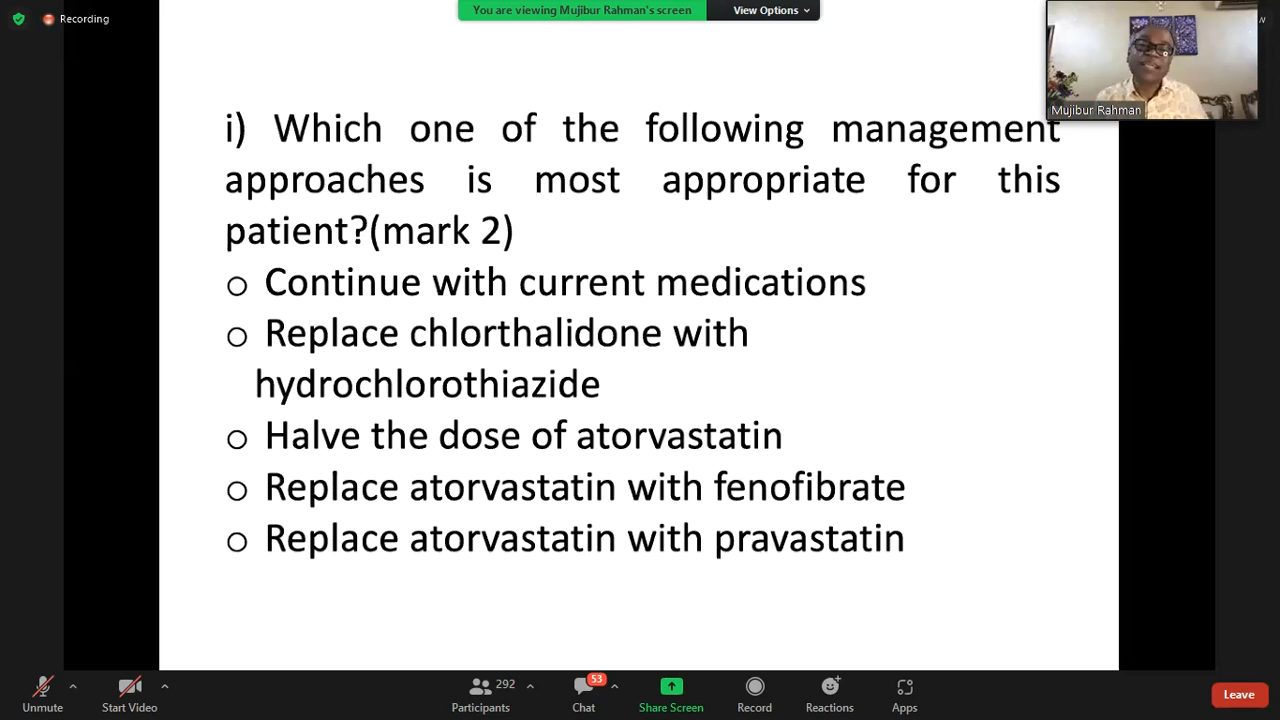 Recording
You are viewing Mujibur Rahman's screen
View Options
Mujibur Rahman
i) Which one of the following management
approaches is most appropriate for this
patient?(mark 2)
o Continue with current medications
o Replace chlorthalidone with
hydrochlorothiazide
o Halve the dose of atorvastatin
o Replace atorvastatin with fenofibrate
o Replace atorvastatin with pravastatin
Unmute
Start Video
292
Participants
53
Chat
Share Screen
Record
Reactions
Apps
Leave